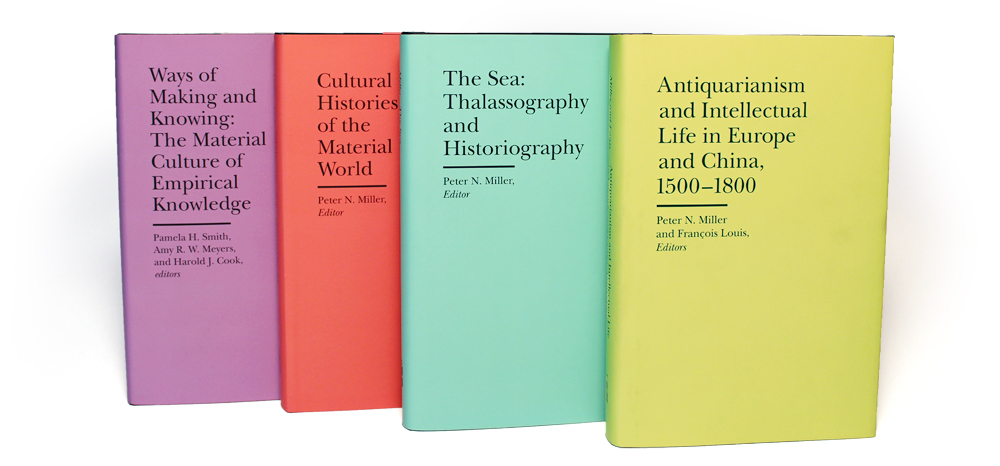 Ways of
Making and
Knowing:
The Material
Culture of
Empirical
Knowledge
Pamela H. Smith,
Amy R. W. Meyers,
and Harold J. Cook,
editors
Cultural
Histories
of the
Material
World
Peter N. Miller,
Editor
The Sea:
Thalassography
and
Historiography
Peter N. Miller,
Editor
Antiquarianism
and Intellectual
Life in Europe
and China,
1500–1800
Peter N. Miller
and François Louis,
Editors